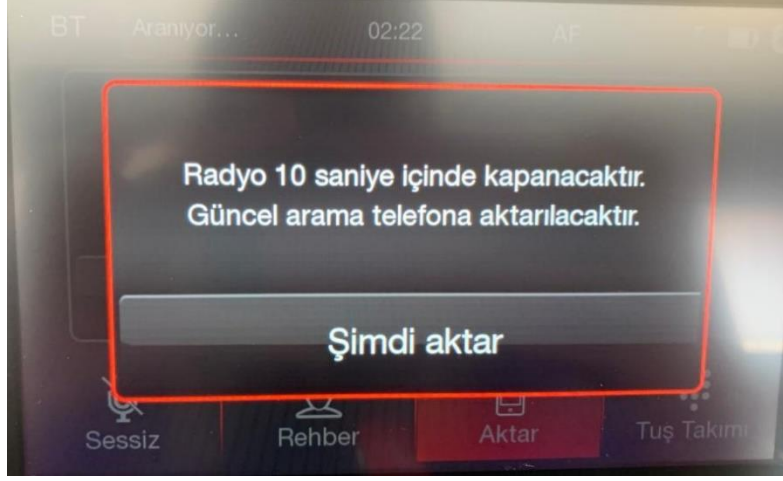 BT Aranıyor... 02:22 AF
Radyo 10 saniye içinde kapanacaktır.
Güncel arama telefona aktarılacaktır.
Şimdi aktar
Sessiz Rehber Aktar Tuş Takımı